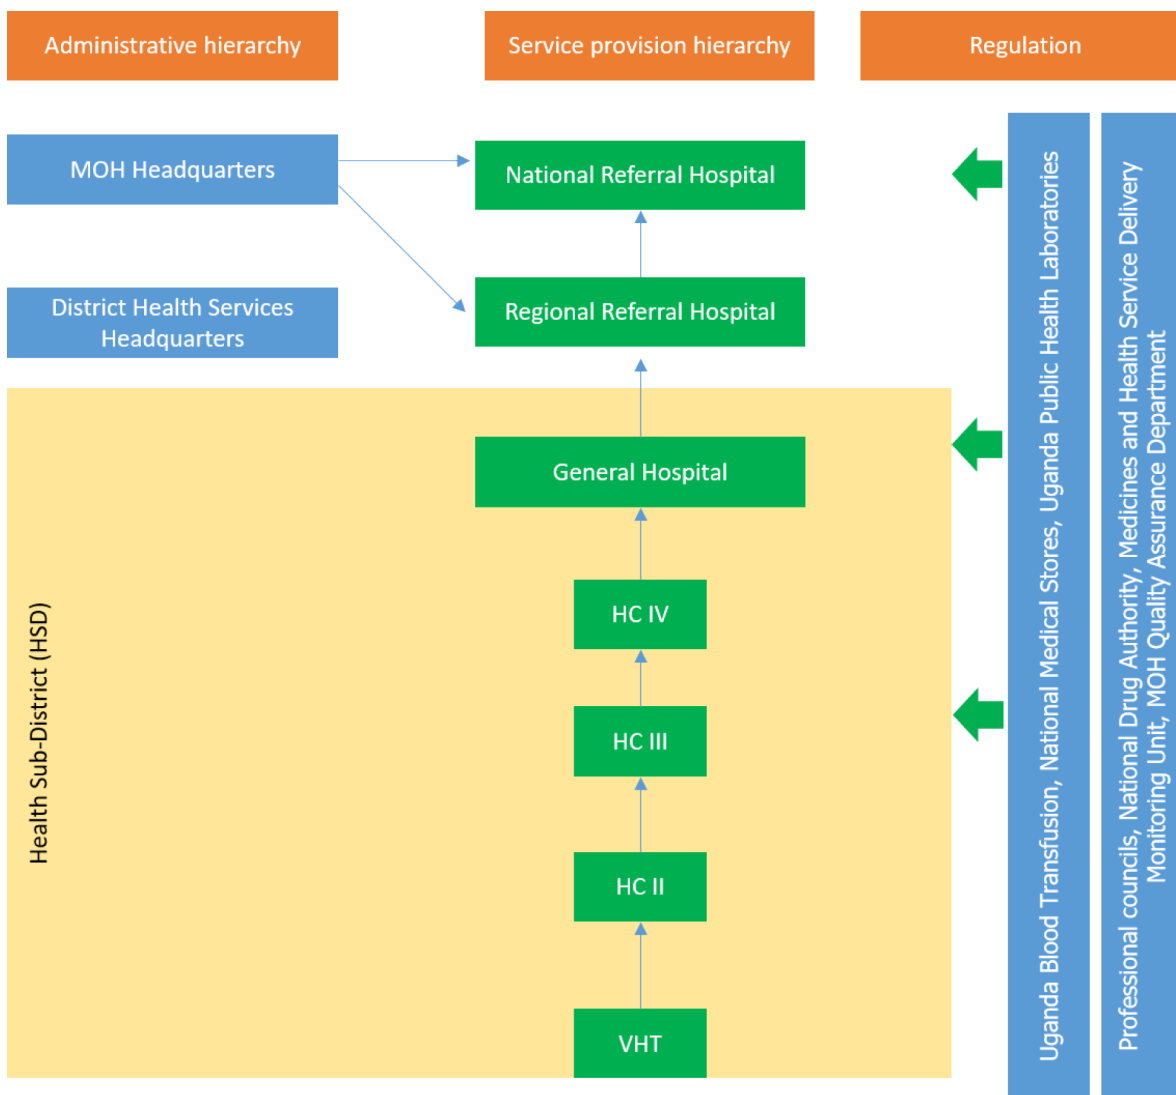 Administrative hierarchy
Service provision hierarchy
Regulation
MOH Headquarters
National Referral Hospital
District Health Services
Headquarters
Regional Referral Hospital
General Hospital
HC IV
HC III
HC II
VHT
Health Sub-District (HSD)
Uganda Blood Transfusion, National Medical Stores, Uganda Public Health Laboratories
Professional councils, National Drug Authority, Medicines and Health Service Delivery
Monitoring Unit, MOH Quality Assurance Department